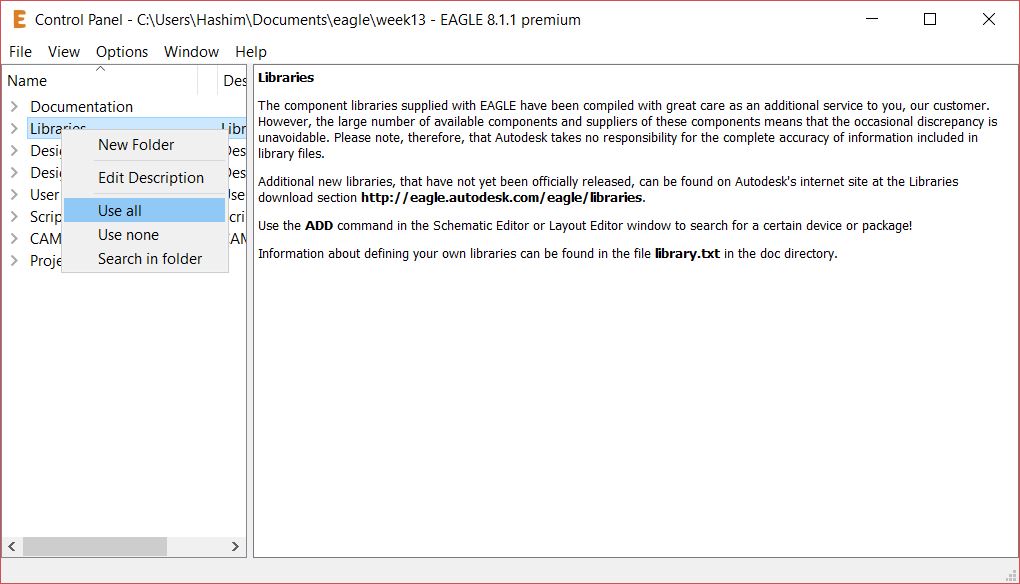 Control Panel - C:\Users\Hashim\Documents\eagle\week13 - EAGLE 8.1.1 premium
File View Options Window Help
Name Des
Documentation
Libraries Libr
New Folder
Edit Description
Use all
Use none
Search in folder
Desi Des
Desi Des
User Use
Scrip Scri
CAM CAM
Proje
Libraries
The component libraries supplied with EAGLE have been compiled with great care as an additional service to you, our customer.
However, the large number of available components and suppliers of these components means that the occasional discrepancy is
unavoidable. Please note, therefore, that Autodesk takes no responsibility for the complete accuracy of information included in
library files.
Additional new libraries, that have not yet been officially released, can be found on Autodesk's internet site at the Libraries
download section http://eagle.autodesk.com/eagle/libraries.
Use the ADD command in the Schematic Editor or Layout Editor window to search for a certain device or package!
Information about defining your own libraries can be found in the file library.txt in the doc directory.